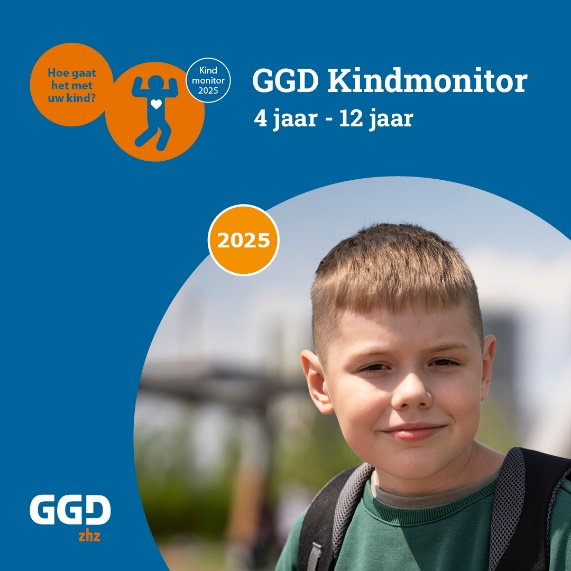 Hoe gaat
het met
uw kind?
Kind
monitor
2025
GGD Kindmonitor
4 jaar - 12 jaar
2025
GGD
zhz